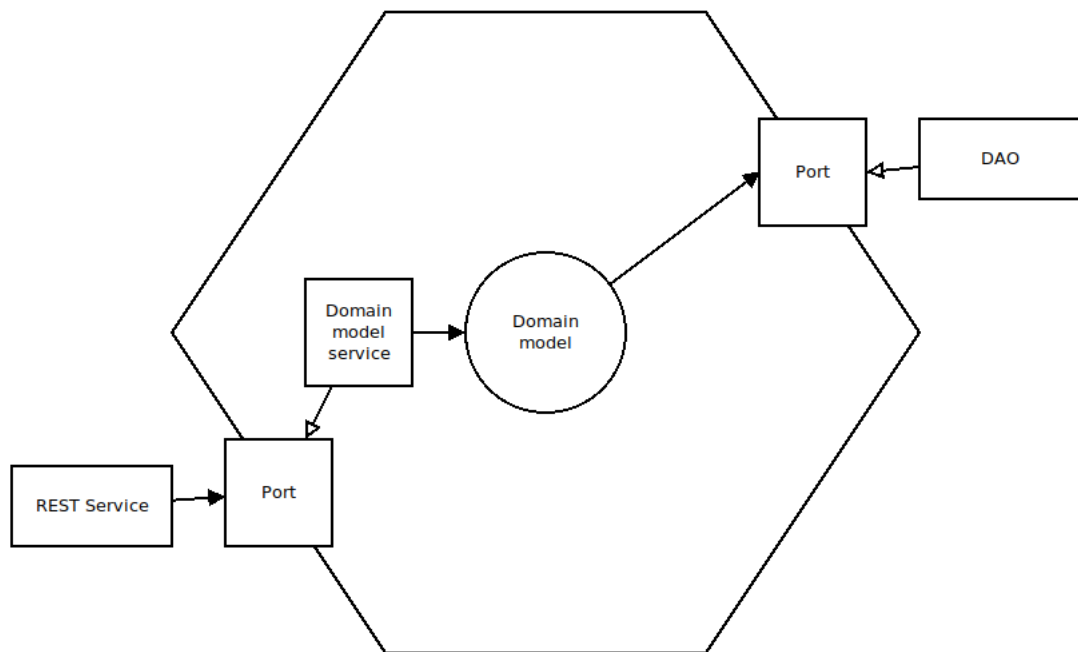 Port
DAO
Domain
model
service
Domain
model
Port
REST Service